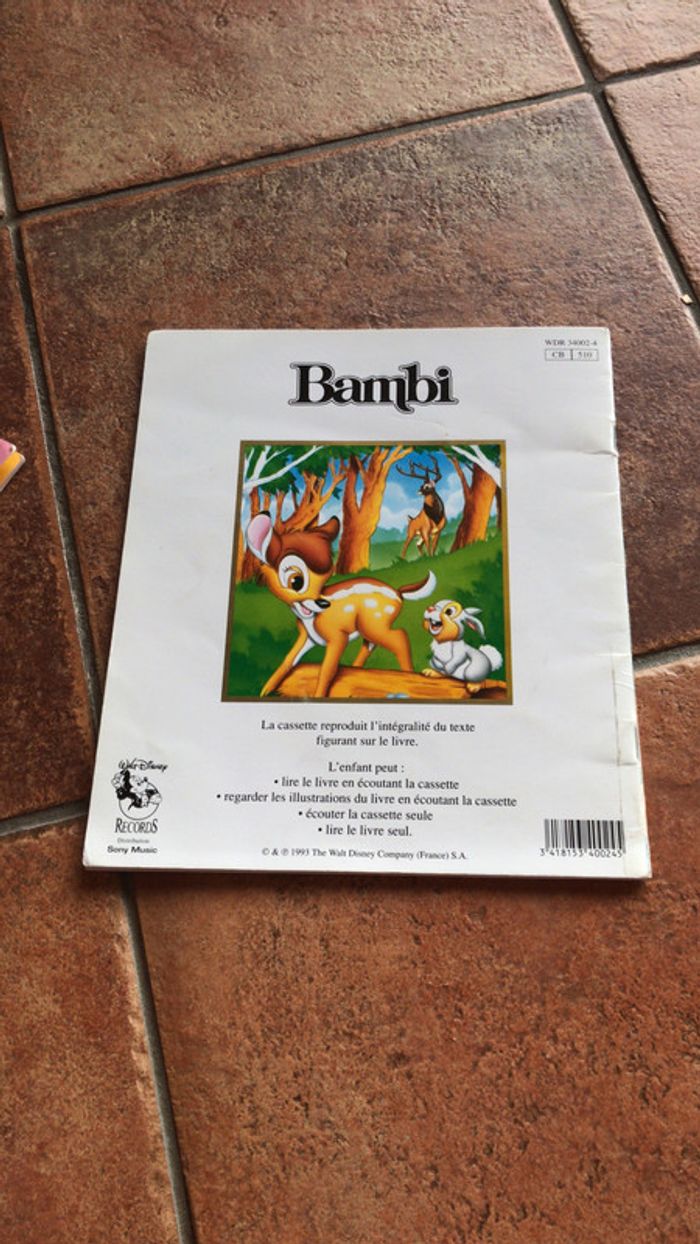 WDR 34002-4
CB 510
Bambi
La cassette reproduit l'intégralité du texte
figurant sur le livre.
L'enfant peut :
• lire le livre en écoutant la cassette
• regarder les illustrations du livre en écoutant la cassette
• écouter la cassette seule
• lire le livre seul.
WALT DISNEY
RECORDS
Distribution
Sony Music
© & ℗ 1993 The Walt Disney Company (France) S.A.
3 418153 400245